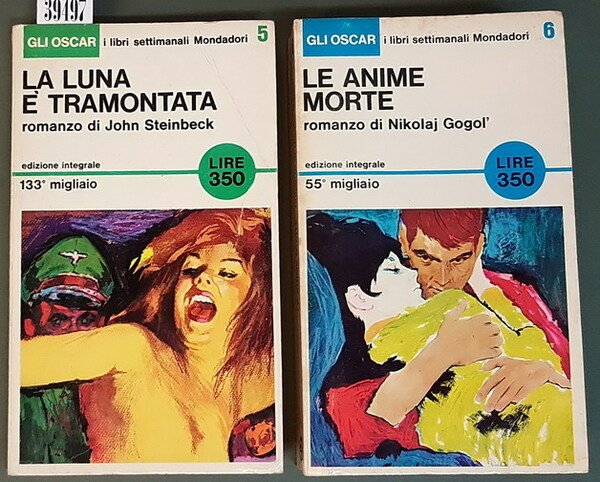 39497
GLI OSCAR i libri settimanali Mondadori 5
LA LUNA
È TRAMONTATA
romanzo di John Steinbeck
edizione integrale
LIRE
350
133° migliaio
GLI OSCAR i libri settimanali Mondadori 6
LE ANIME
MORTE
romanzo di Nikolaj Gogol'
edizione integrale
LIRE
350
55° migliaio